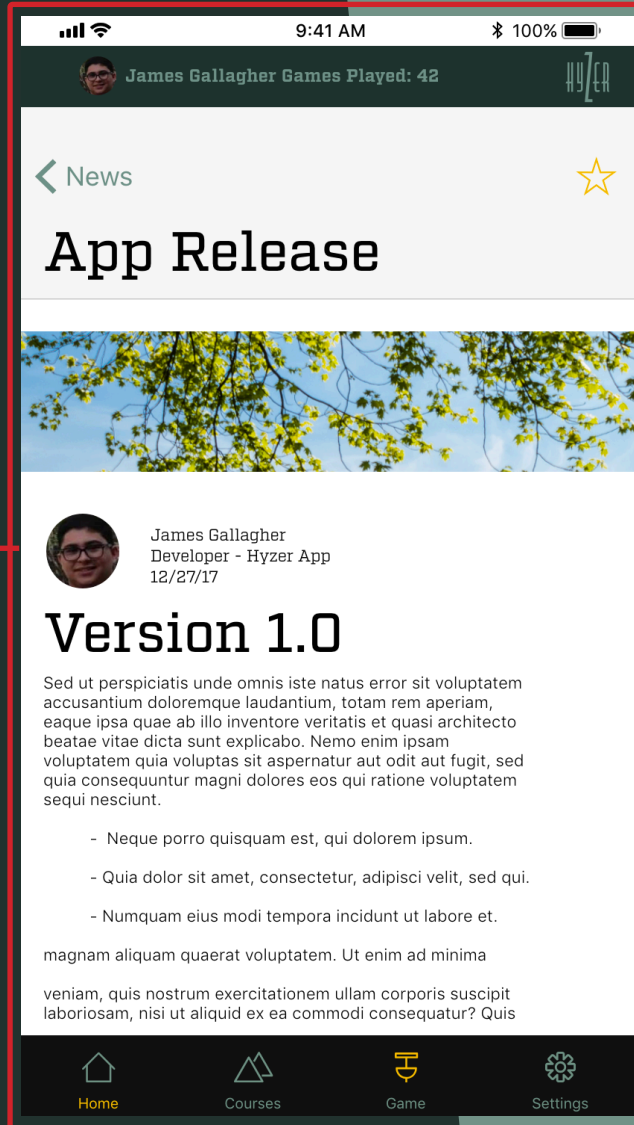 9:41 AM
100%
James Gallagher Games Played: 42
HYZER
News
App Release
James Gallagher
Developer - Hyzer App
12/27/17
Version 1.0
Sed ut perspiciatis unde omnis iste natus error sit voluptatem
accusantium doloremque laudantium, totam rem aperiam,
eaque ipsa quae ab illo inventore veritatis et quasi architecto
beatae vitae dicta sunt explicabo. Nemo enim ipsam
voluptatem quia voluptas sit aspernatur aut odit aut fugit, sed
quia consequuntur magni dolores eos qui ratione voluptatem
sequi nesciunt.
- Neque porro quisquam est, qui dolorem ipsum.
- Quia dolor sit amet, consectetur, adipisci velit, sed qui.
- Numquam eius modi tempora incidunt ut labore et.
magnam aliquam quaerat voluptatem. Ut enim ad minima
veniam, quis nostrum exercitationem ullam corporis suscipit
laboriosam, nisi ut aliquid ex ea commodi consequatur? Quis
Home
Courses
Game
Settings